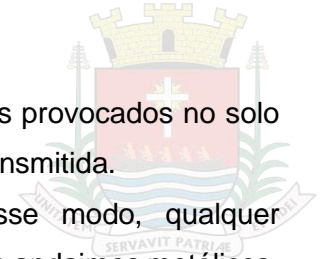 s provocados no solo
nsmitida.
sse modo, qualquer
andaimes metálicos
SERVAVIT PATRIAE